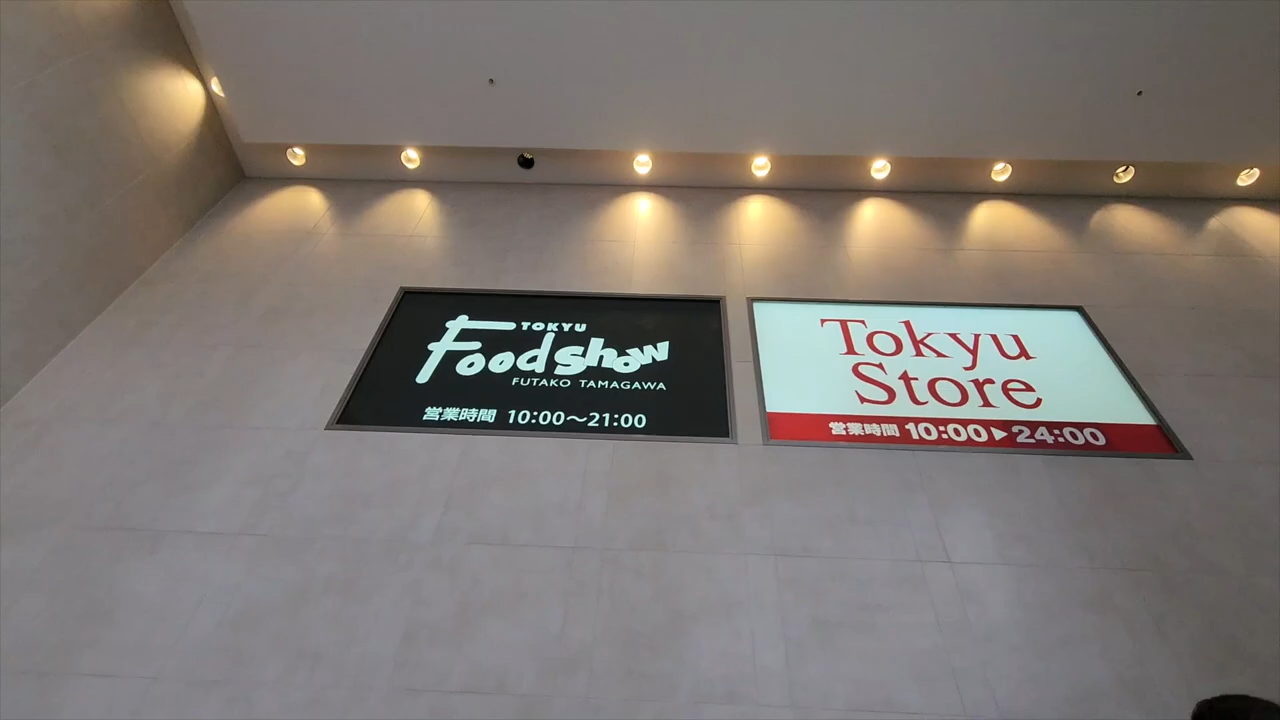 TOKYU
Foodshow
FUTAKO TAMAGAWA
営業時間 10:00～21:00
Tokyu
Store
営業時間 10:00▶24:00